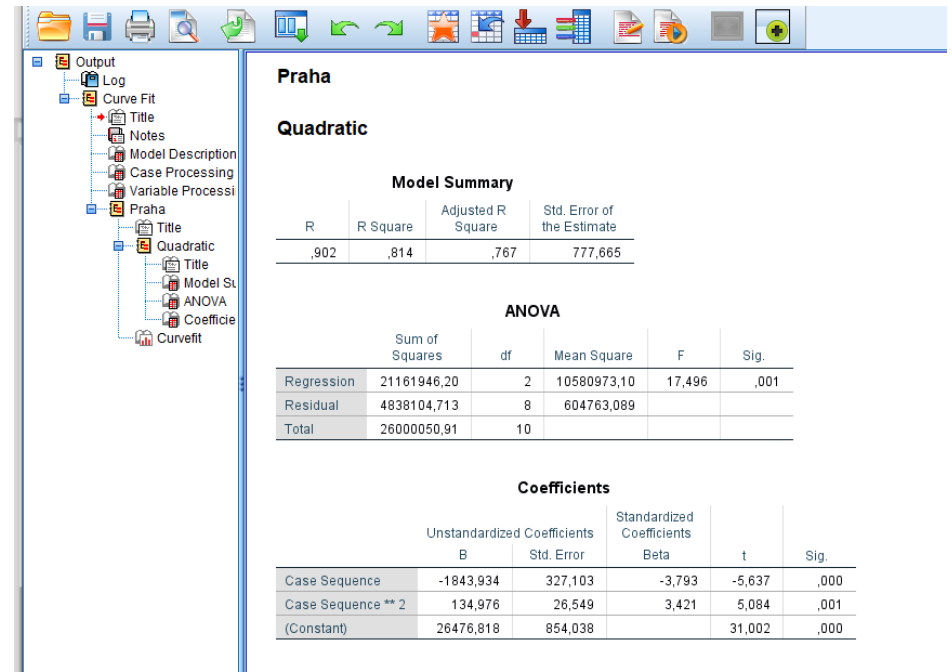 Output
Log
Curve Fit
Title
Notes
Model Description
Case Processing
Variable Processi
Praha
Title
Quadratic
Title
Model Su
ANOVA
Coefficie
Curvefit
Praha
Quadratic
Model Summary
R R Square Adjusted R Square Std. Error of the Estimate
,902 ,814 ,767 777,665
ANOVA
Sum of Squares df Mean Square F Sig.
Regression 21161946,20 2 10580973,10 17,496 ,001
Residual 4838104,713 8 604763,089
Total 26000050,91 10
Coefficients
Unstandardized Coefficients Standardized Coefficients
B Std. Error Beta t Sig.
Case Sequence -1843,934 327,103 -3,793 -5,637 ,000
Case Sequence ** 2 134,976 26,549 3,421 5,084 ,001
(Constant) 26476,818 854,038 31,002 ,000